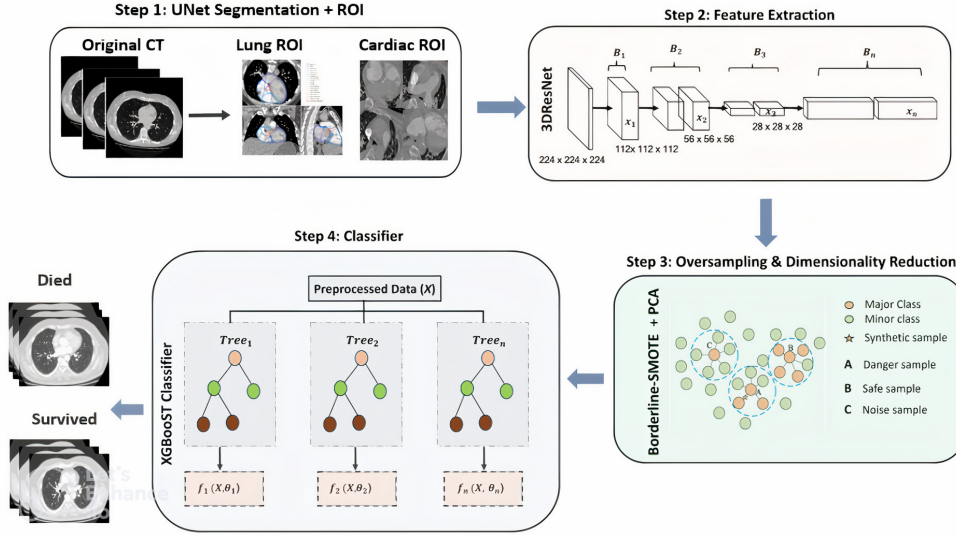 Step 1: UNet Segmentation + ROI
Original CT
Lung ROI
Cardiac ROI
Step 2: Feature Extraction
3DResNet
B₁
B₂
B₃
Bₙ
x₁
x₂
x₃
xₙ
224 x 224 x 224
112x 112 x 112
56 x 56 x 56
28 x 28 x 28
Step 3: Oversampling & Dimensionality Reduction
Borderline-SMOTE + PCA
C
B
A
Major Class
Minor class
Synthetic sample
A Danger sample
B Safe sample
C Noise sample
Step 4: Classifier
XGBooST Classifier
Preprocessed Data (X)
Tree₁
Tree₂
Treeₙ
f₁ (X,θ₁)
f₂ (X,θ₂)
fₙ (X, θₙ)
Died
Survived